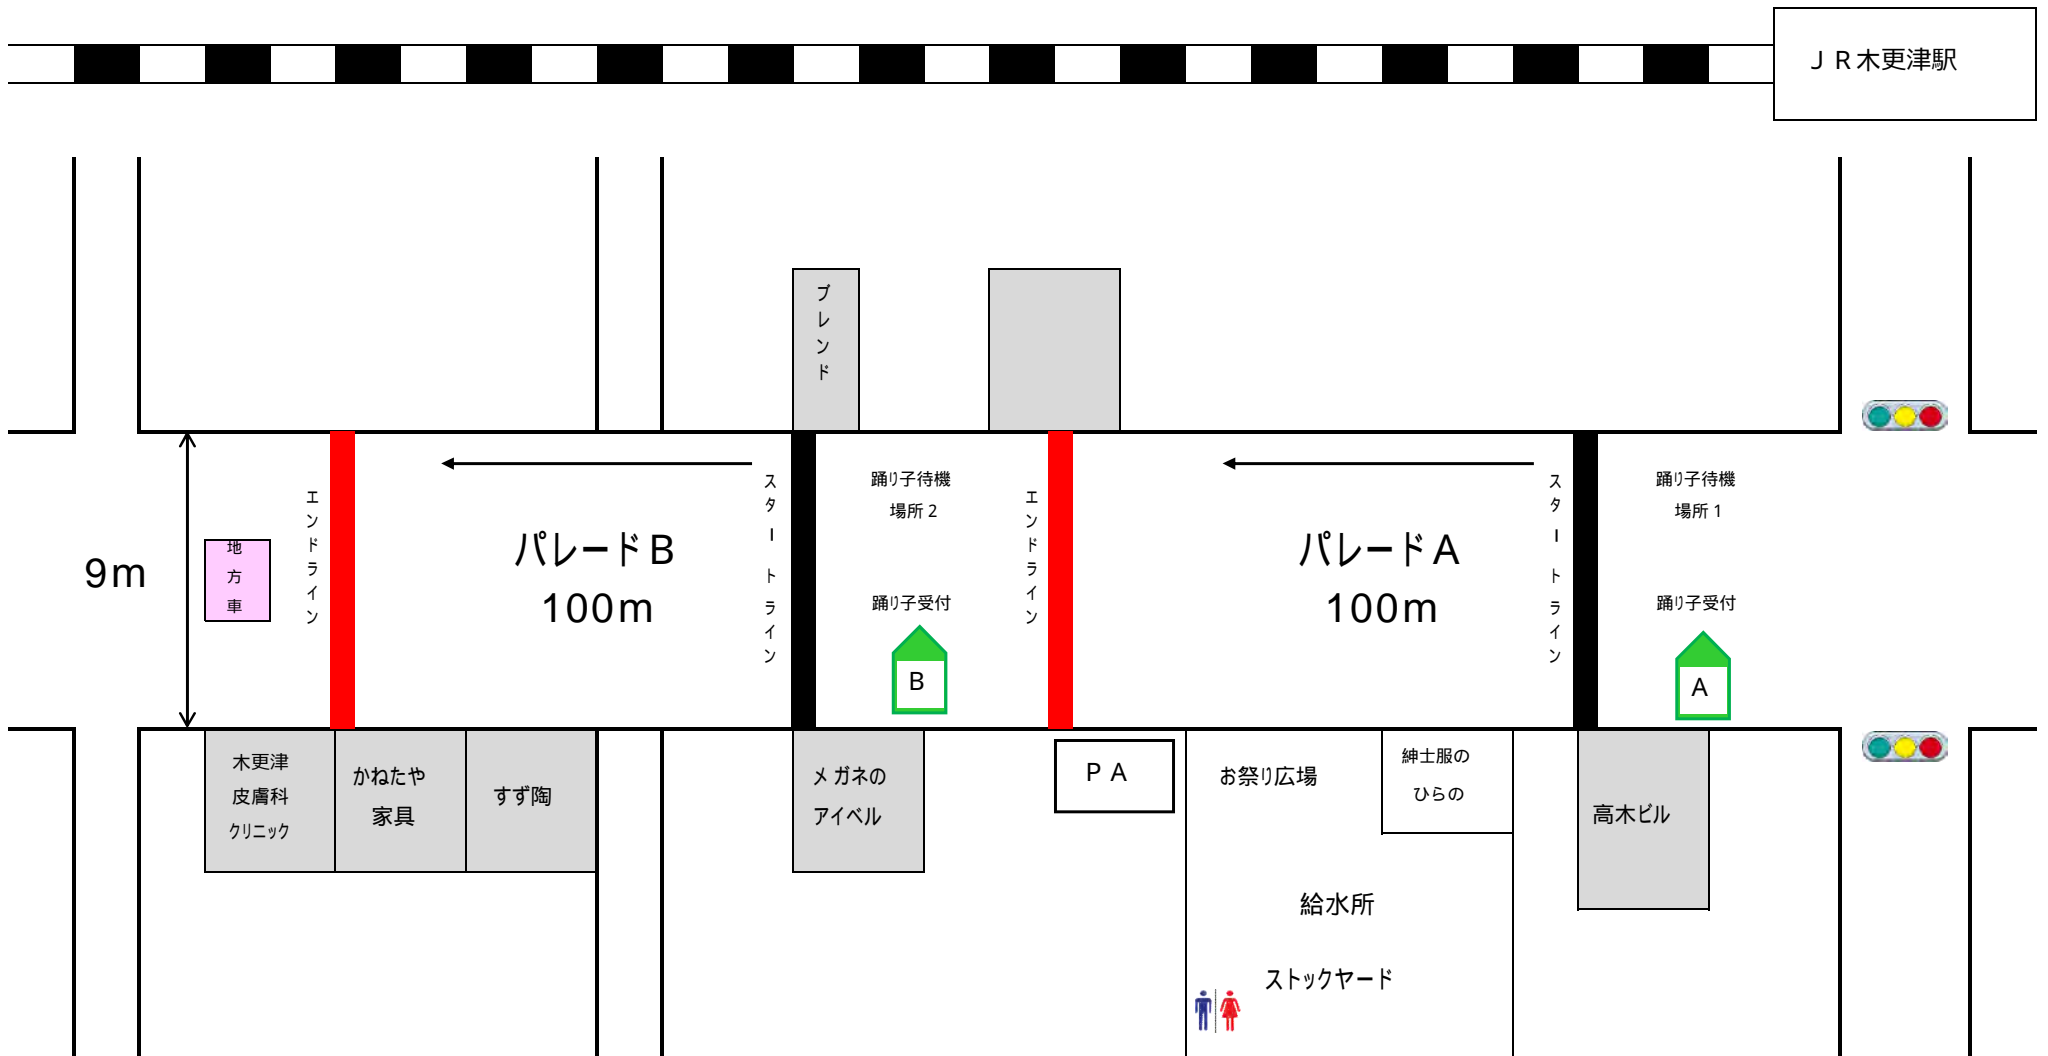 ＪＲ木更津駅
ブレンド
エンドライン
スタートライン
踊り子待機
場所２
エンドライン
スタートライン
踊り子待機
場所１
9m
地方車
パレードＢ
100m
パレードＡ
100m
踊り子受付
B
踊り子受付
A
木更津
皮膚科
クリニック
かねたや
家具
すず陶
メガネの
アイベル
ＰＡ
お祭り広場
紳士服の
ひらの
高木ビル
給水所
ストックヤード